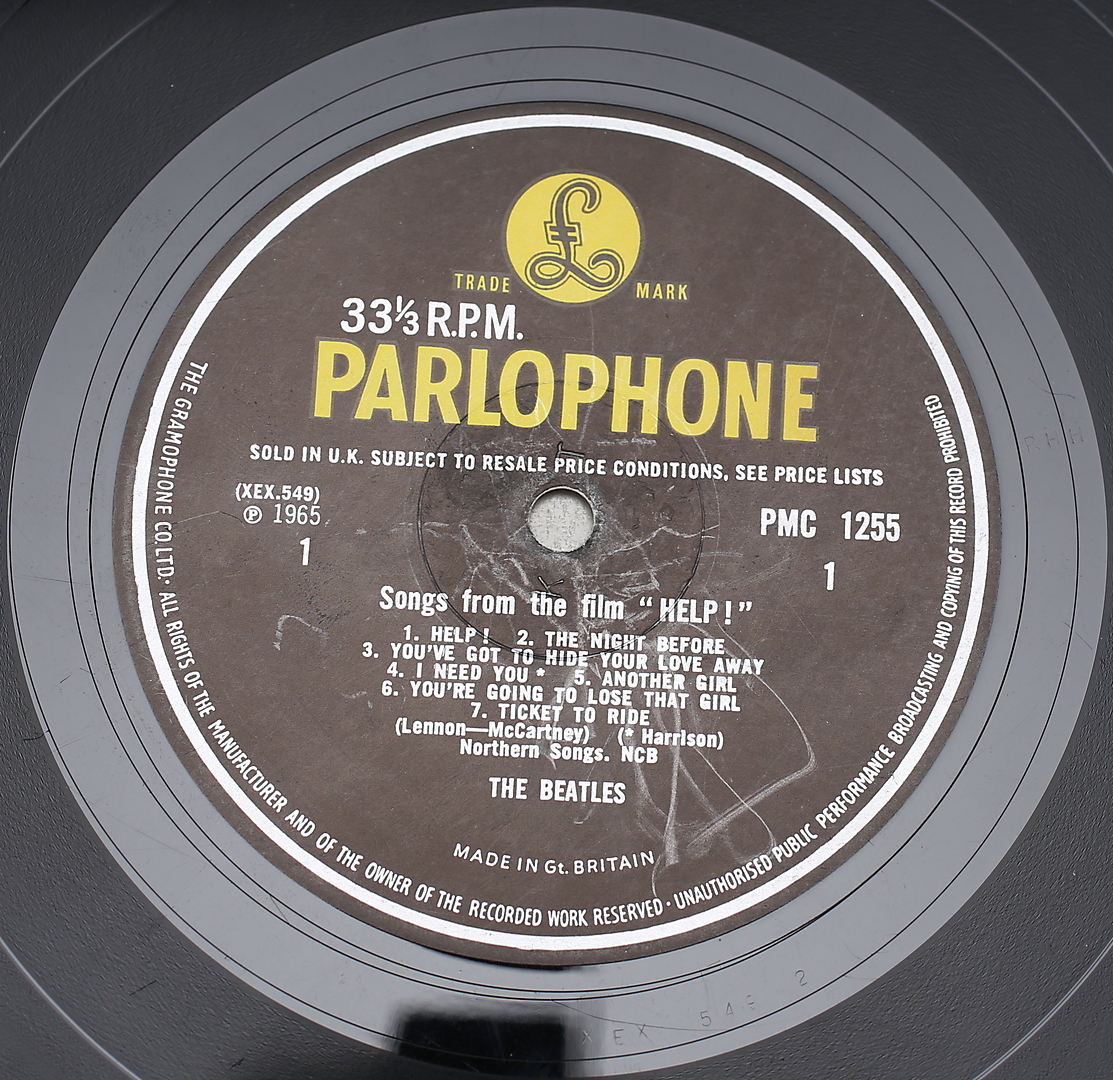 £
TRADE MARK
33⅓ R.P.M.
PARLOPHONE
SOLD IN U.K. SUBJECT TO RESALE PRICE CONDITIONS, SEE PRICE LISTS
(XEX.549)
℗ 1965
1
PMC 1255
1
Songs from the film “HELP!”
1. HELP! 2. THE NIGHT BEFORE
3. YOU'VE GOT TO HIDE YOUR LOVE AWAY
4. I NEED YOU * 5. ANOTHER GIRL
6. YOU'RE GOING TO LOSE THAT GIRL
7. TICKET TO RIDE
(Lennon—McCartney) (* Harrison)
Northern Songs. NCB
THE BEATLES
MADE IN Gt. BRITAIN
THE GRAMOPHONE CO. LTD. · ALL RIGHTS OF THE MANUFACTURER AND OF THE OWNER OF THE RECORDED WORK RESERVED · UNAUTHORISED PUBLIC PERFORMANCE BROADCASTING AND COPYING OF THIS RECORD PROHIBITED
XEX 549 2